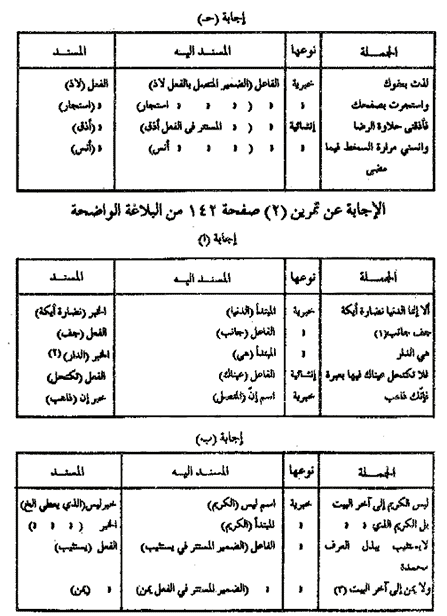 إجابة (حـ)
الجملة | نوعها | المسند اليه | المسند
لذت بعفوك | خبرية | الفاعل (الضمير المتصل بالفعل لاذ) | الفعل (لاذ)
واستجرت بصفحك | « | « ( « « « استجار) | « (استجار)
فأذقني حلاوة الرضا | إنشائية | « ( « المستتر في الفعل أذق) | « (أذق)
وانسني مرارة السخط فيما | « | « ( « « « أنس) | « (أنس)
مضى
الإجابة عن تمرين (٢) صفحة ١٤٢ من البلاغة الواضحة
إجابة (ا)
الجملة | نوعها | المسند اليه | المسند
ألا إنما الدنيا نضارة أيكة | خبرية | المبتدأ (الدنيا) | الخبر (نضارة أيكة)
جف جانب (١) | « | الفاعل (جانب) | الفعل (جف)
هي الدار | « | المبتدأ (هي) | الخبر (الدار) (٢)
فلا تكتحل عيناك فيها بعبرة | إنشائية | الفاعل (عيناك) | الفعل (تكتحل)
فإنك ذاهب | خبرية | اسم إن (المتصل) | خبر إن (ذاهب)
إجابة (ب)
الجملة | نوعها | المسند اليه | المسند
ليس الكريم إلى آخر البيت | خبرية | اسم ليس (الكريم) | خبر ليس (الذي يعطي الخ)
بل الكريم الذي « « | « | المبتدأ (الكريم) | الخبر ( « « « )
لايستثيب ببذل العرف | « | الفاعل (الضمير المستتر في يستثيب) | الفعل (يستثيب)
محمدة
ولا يمن إلى آخر البيت (٣) | « | « (الضمير المستتر في الفعل يمن) | « (يمن)